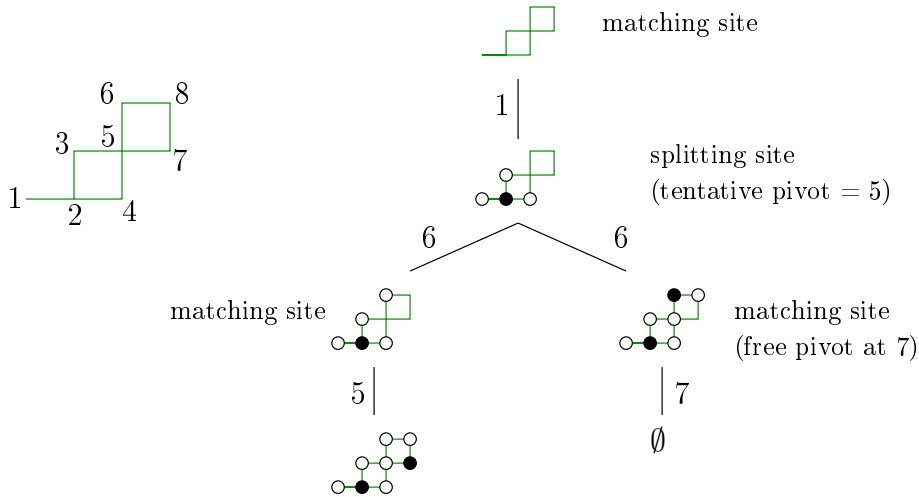 matching site
1
6 8
3 5
7
1
2 4
splitting site
(tentative pivot = 5)
6 6
matching site
matching site
(free pivot at 7)
5 7
∅